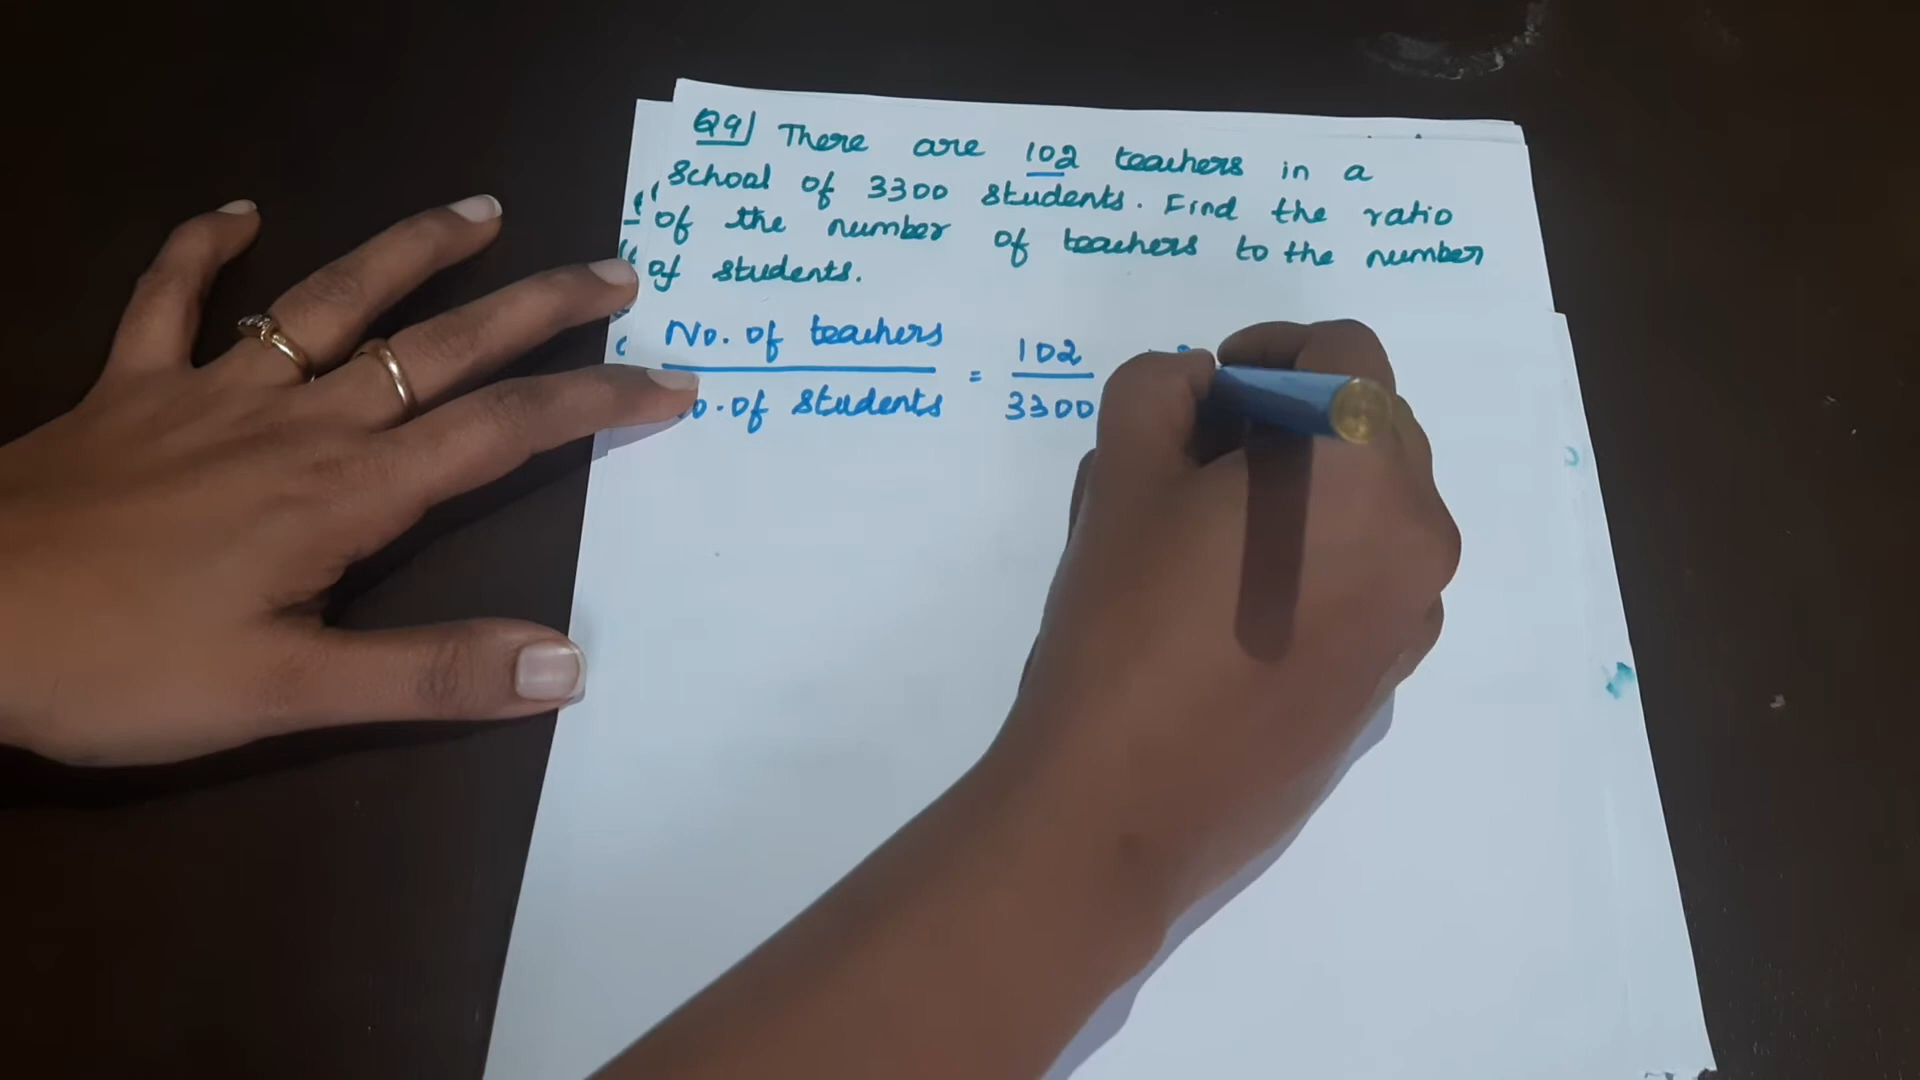 Q9) There are 102 teachers in a
School of 3300 students. Find the ratio
of the number of teachers to the number
of students.
No. of teachers
No. of students
=
102
3300